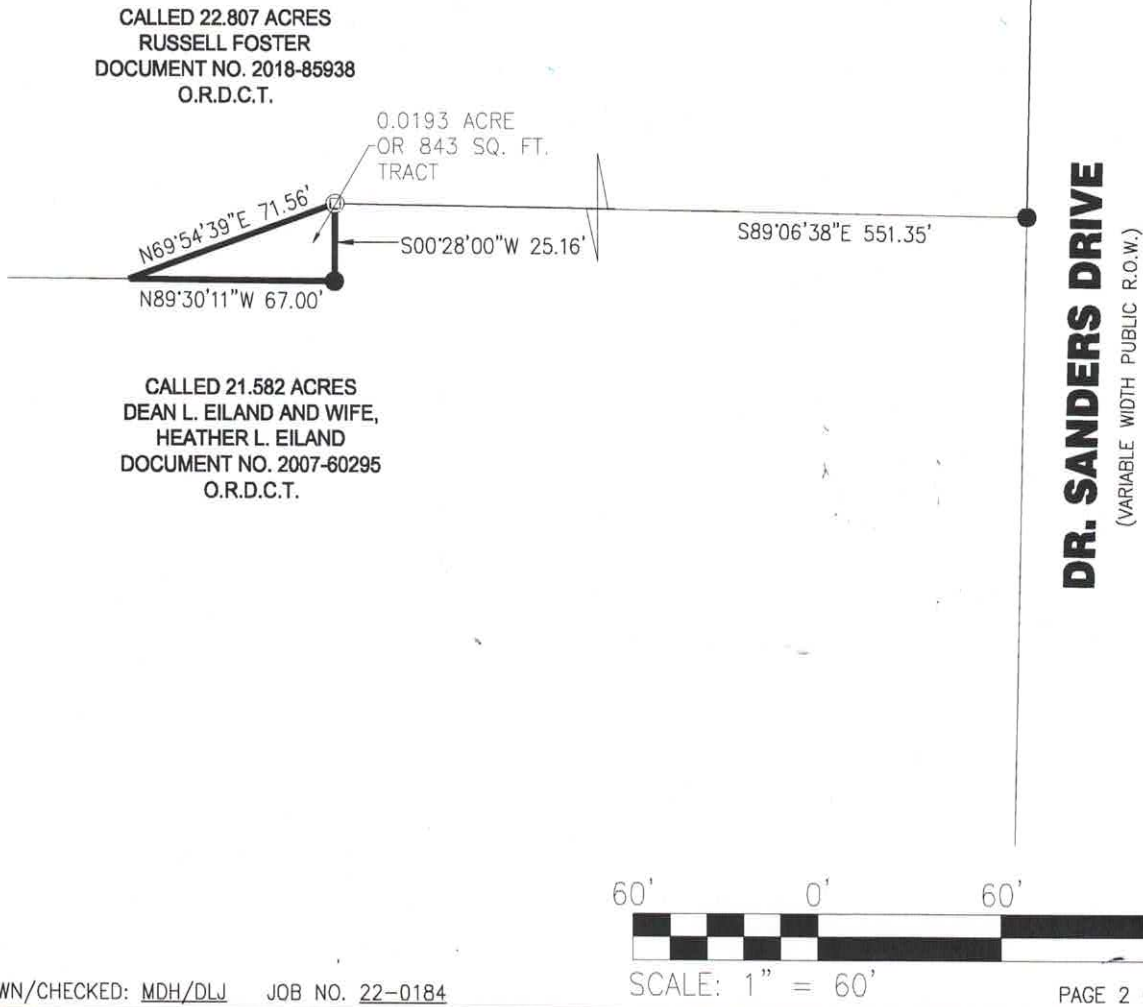 CALLED 22.807 ACRES
RUSSELL FOSTER
DOCUMENT NO. 2018-85938
O.R.D.C.T.
0.0193 ACRE
OR 843 SQ. FT.
TRACT
N69°54'39"E 71.56'
S00°28'00"W 25.16'
S89°06'38"E 551.35'
N89°30'11"W 67.00'
CALLED 21.582 ACRES
DEAN L. EILAND AND WIFE,
HEATHER L. EILAND
DOCUMENT NO. 2007-60295
O.R.D.C.T.
DR. SANDERS DRIVE
(VARIABLE WIDTH PUBLIC R.O.W.)
60' 0' 60'
SCALE: 1" = 60'
WN/CHECKED: MDH/DLJ JOB NO. 22-0184
PAGE 2